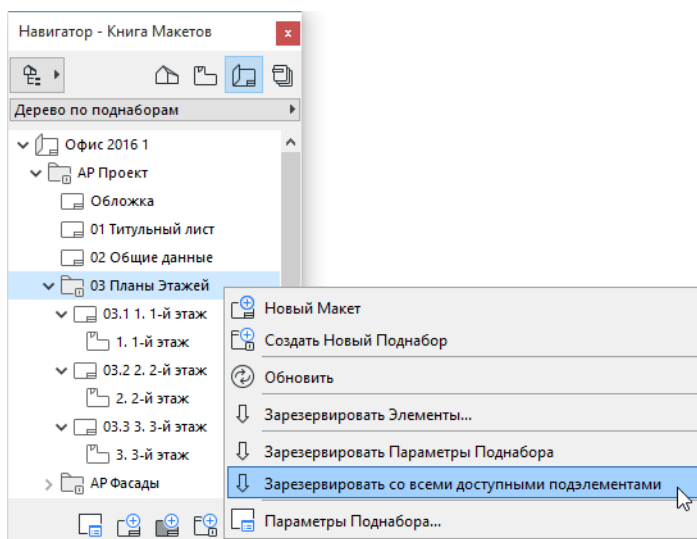 Навигатор - Книга Макетов
x
Дерево по поднаборам
Офис 2016 1
АР Проект
Обложка
01 Титульный лист
02 Общие данные
03 Планы Этажей
03.1 1. 1-й этаж
1. 1-й этаж
03.2 2. 2-й этаж
2. 2-й этаж
03.3 3. 3-й этаж
3. 3-й этаж
АР Фасады
Новый Макет
Создать Новый Поднабор
Обновить
Зарезервировать Элементы...
Зарезервировать Параметры Поднабора
Зарезервировать со всеми доступными подэлементами
Параметры Поднабора...